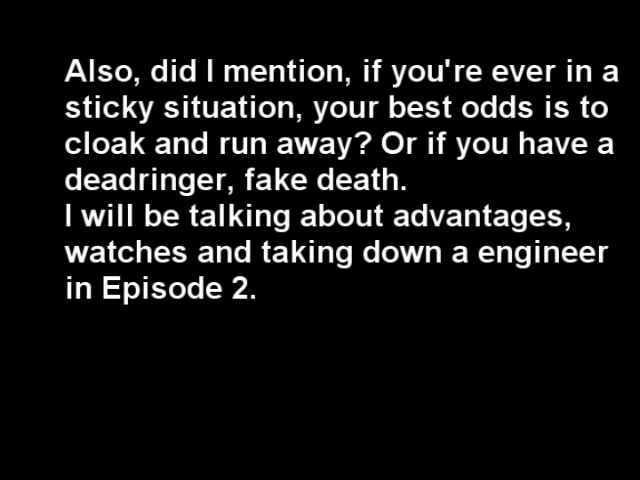 Also, did I mention, if you're ever in a
sticky situation, your best odds is to
cloak and run away? Or if you have a
deadringer, fake death.
I will be talking about advantages,
watches and taking down a engineer
in Episode 2.